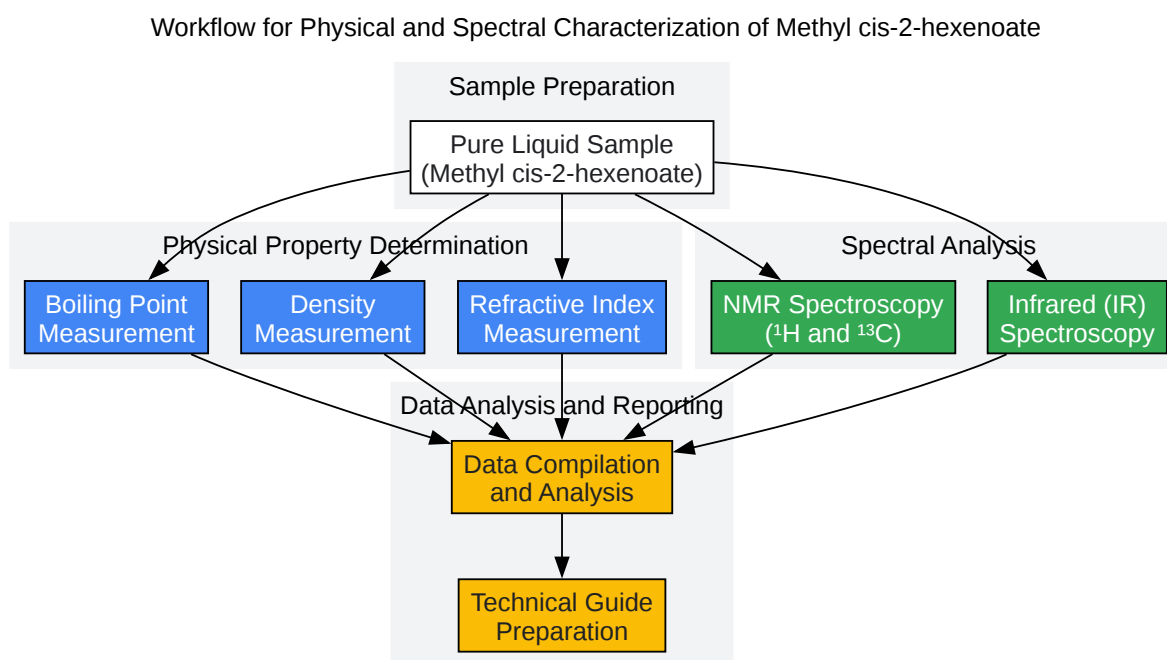 Workflow for Physical and Spectral Characterization of Methyl cis-2-hexenoate
Sample Preparation
Pure Liquid Sample
(Methyl cis-2-hexenoate)
Physical Property Determination
Spectral Analysis
Boiling Point
Measurement
Density
Measurement
Refractive Index
Measurement
NMR Spectroscopy
(¹H and ¹³C)
Infrared (IR)
Spectroscopy
Data Analysis and Reporting
Data Compilation
and Analysis
Technical Guide
Preparation